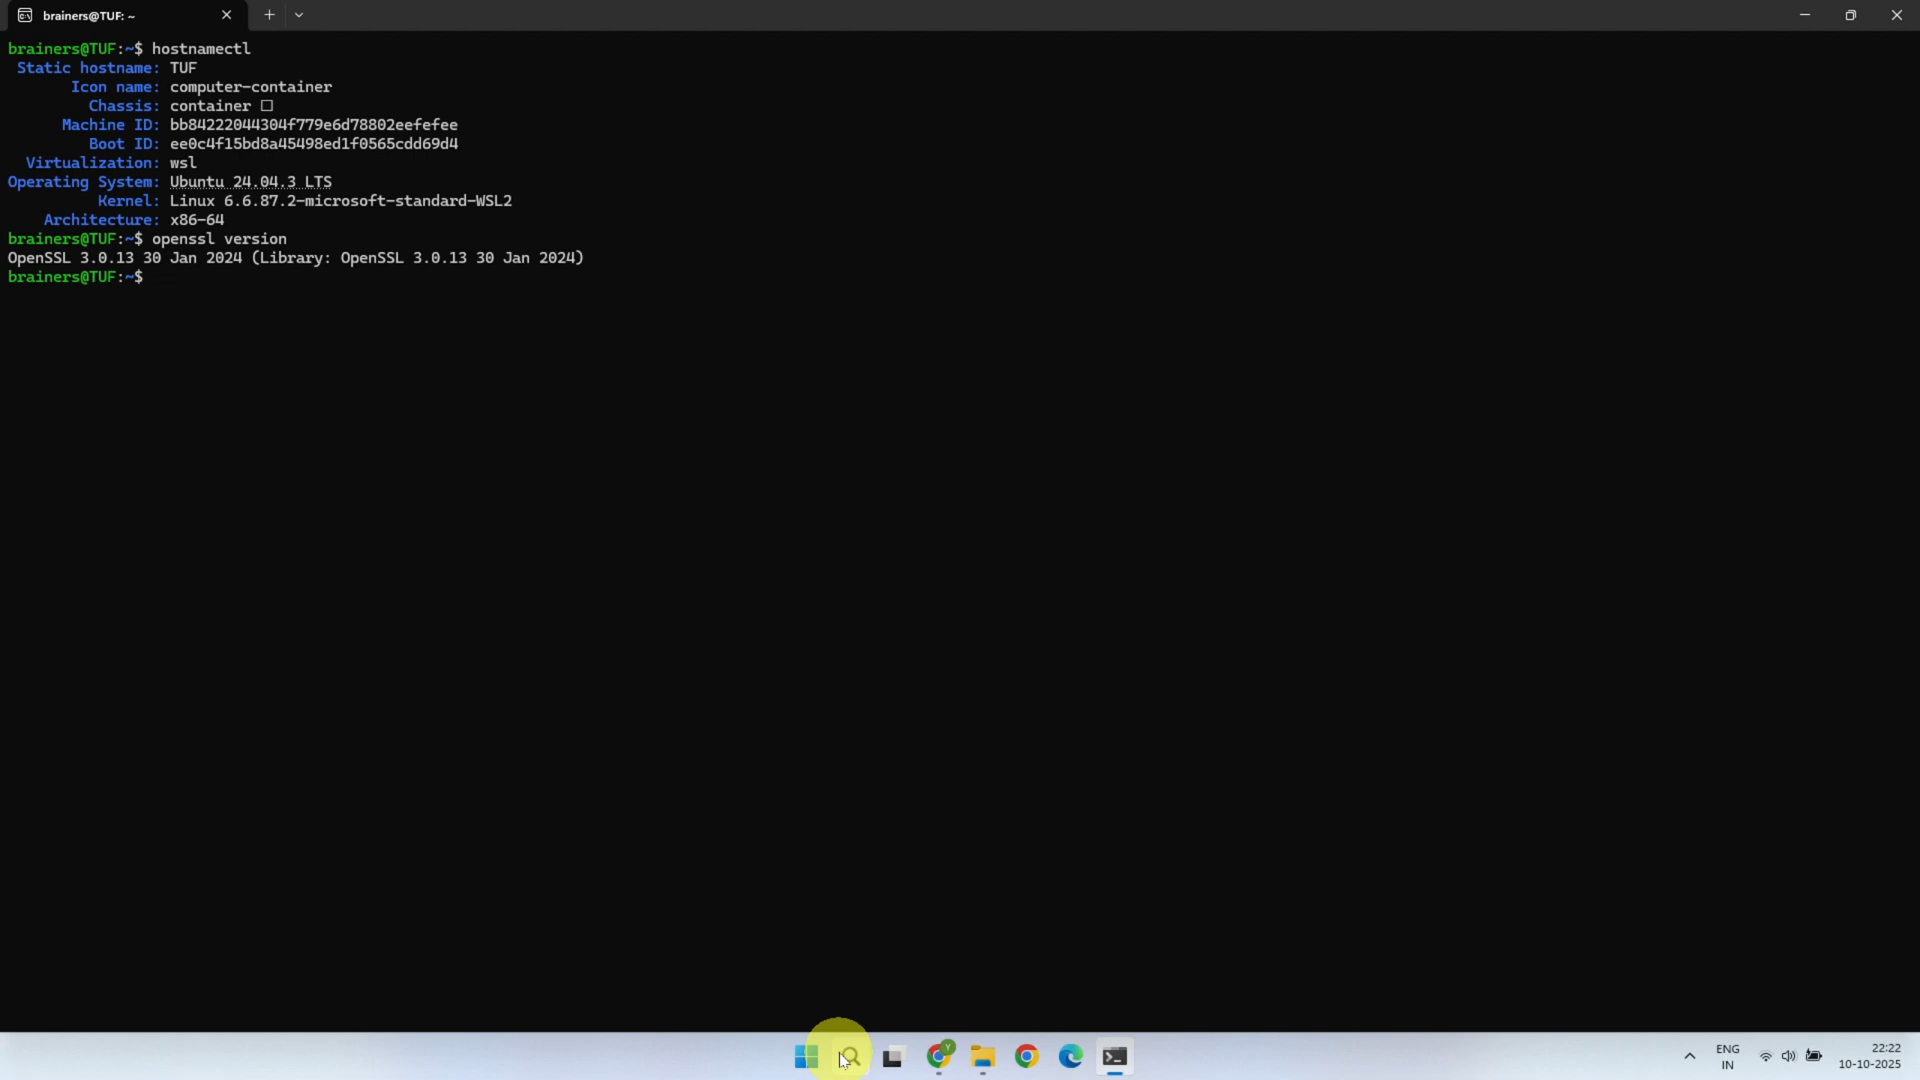 brainers@TUF: ~
brainers@TUF:~$ hostnamectl
Static hostname: TUF
Icon name: computer-container
Chassis: container □
Machine ID: bb84222044304f779e6d78802eefefee
Boot ID: ee0c4f15bd8a45498ed1f0565cdd69d4
Virtualization: wsl
Operating System: Ubuntu 24.04.3 LTS
Kernel: Linux 6.6.87.2-microsoft-standard-WSL2
Architecture: x86-64
brainers@TUF:~$ openssl version
OpenSSL 3.0.13 30 Jan 2024 (Library: OpenSSL 3.0.13 30 Jan 2024)
brainers@TUF:~$
Y
ENG
IN
22:22
10-10-2025